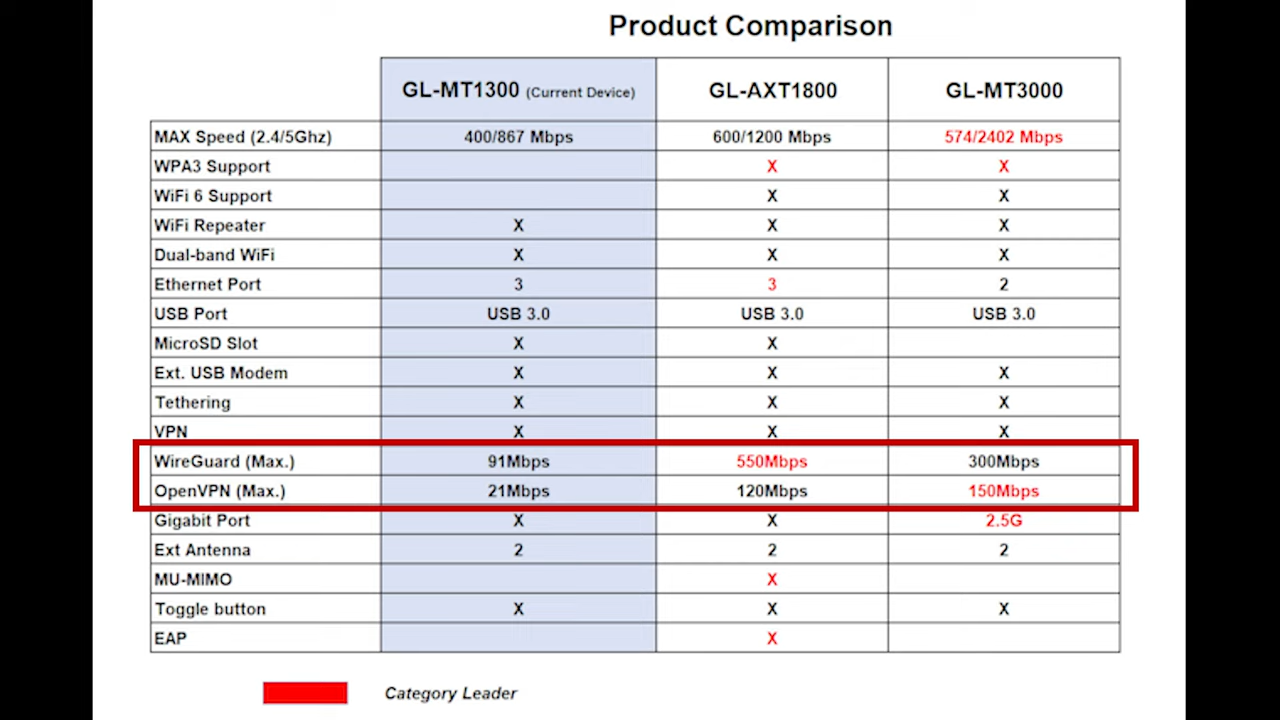 Product Comparison
GL-MT1300 (Current Device) GL-AXT1800 GL-MT3000
MAX Speed (2.4/5Ghz) 400/867 Mbps 600/1200 Mbps 574/2402 Mbps
WPA3 Support X X
WiFi 6 Support X X
WiFi Repeater X X X
Dual-band WiFi X X X
Ethernet Port 3 3 2
USB Port USB 3.0 USB 3.0 USB 3.0
MicroSD Slot X X
Ext. USB Modem X X X
Tethering X X X
VPN X X X
WireGuard (Max.) 91Mbps 550Mbps 300Mbps
OpenVPN (Max.) 21Mbps 120Mbps 150Mbps
Gigabit Port X X 2.5G
Ext Antenna 2 2 2
MU-MIMO X
Toggle button X X X
EAP X
Category Leader